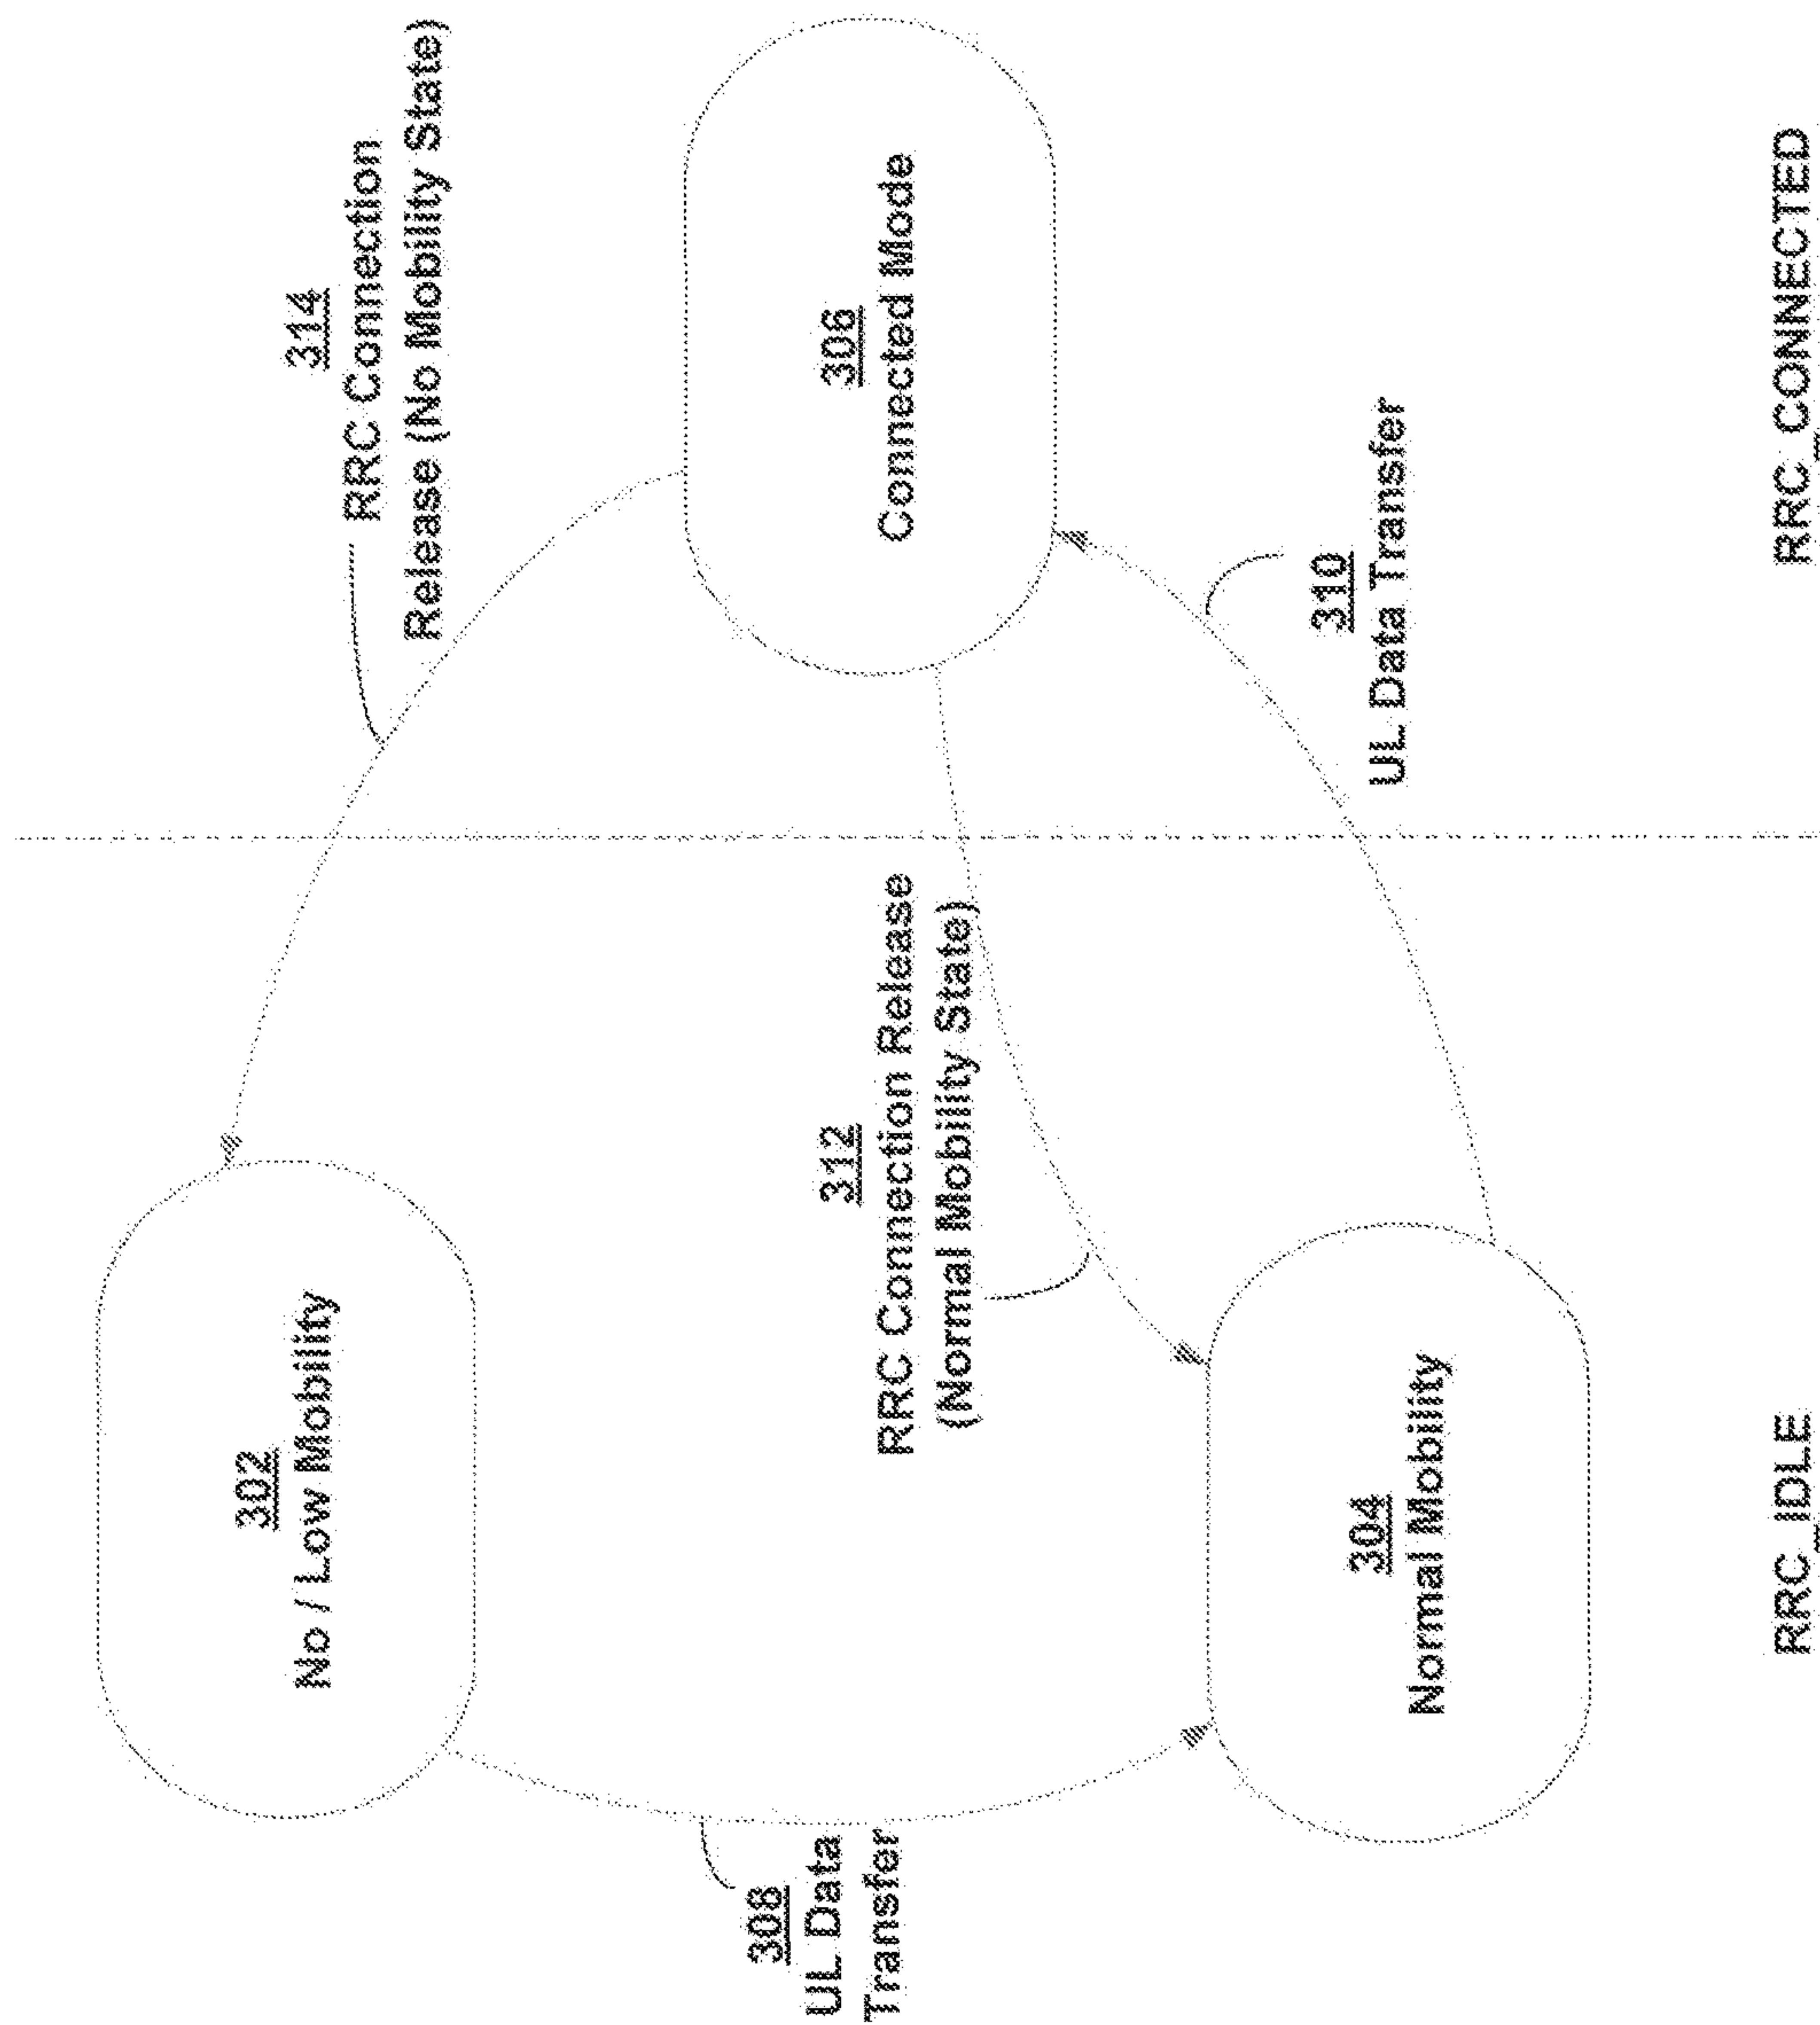 302
No / Low Mobility
314
RRC Connection
Release (No Mobility State)
308
UL Data
Transfer
312
RRC Connection Release
(Normal Mobility State)
306
Connected Mode
304
Normal Mobility
310
UL Data Transfer
RRC_IDLE
RRC_CONNECTED